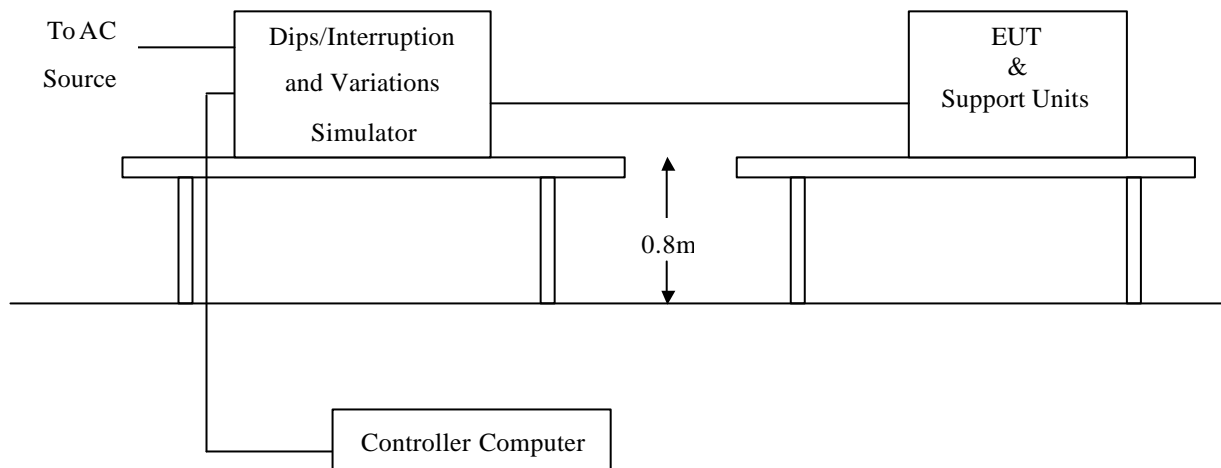 To AC
Source
Dips/Interruption
and Variations
Simulator
EUT
&
Support Units
0.8m
Controller Computer